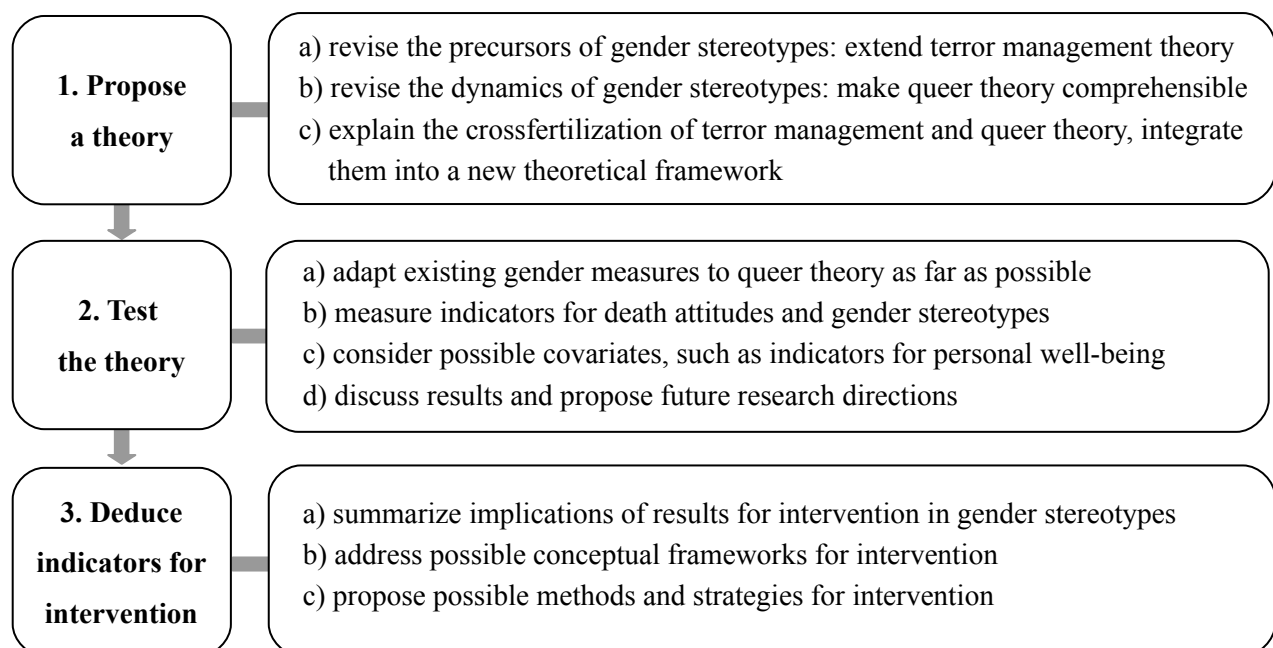 1. Propose
a theory
a) revise the precursors of gender stereotypes: extend terror management theory
b) revise the dynamics of gender stereotypes: make queer theory comprehensible
c) explain the crossfertilization of terror management and queer theory, integrate
them into a new theoretical framework
2. Test
the theory
a) adapt existing gender measures to queer theory as far as possible
b) measure indicators for death attitudes and gender stereotypes
c) consider possible covariates, such as indicators for personal well-being
d) discuss results and propose future research directions
3. Deduce
indicators for
intervention
a) summarize implications of results for intervention in gender stereotypes
b) address possible conceptual frameworks for intervention
c) propose possible methods and strategies for intervention